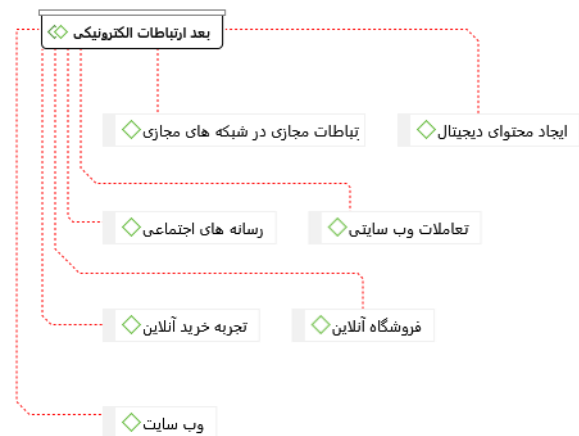 بعد ارتباطات الکترونیکی
ایجاد محتوای دیجیتال
تباطات مجازی در شبکه های مجازی
تعاملات وب سایتی
رسانه های اجتماعی
فروشگاه آنلاین
تجربه خرید آنلاین
وب سایت